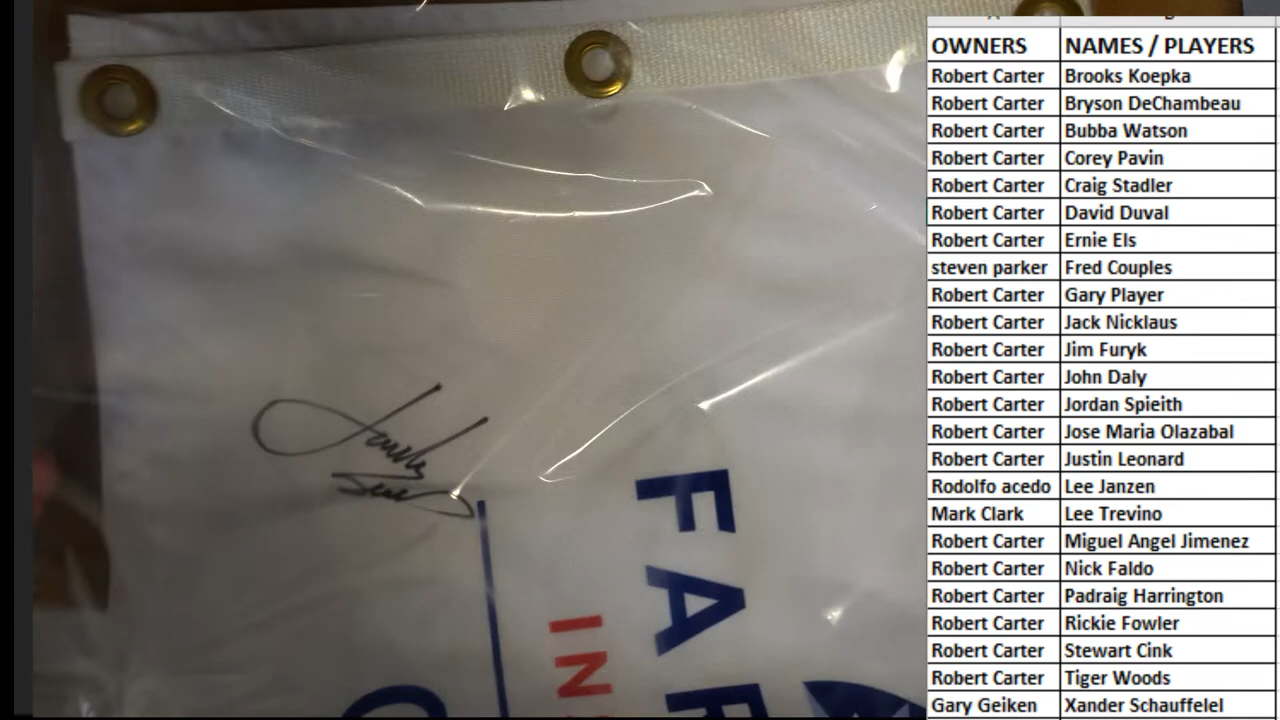 FAR
IN
OWNERS NAMES / PLAYERS
Robert Carter Brooks Koepka
Robert Carter Bryson DeChambeau
Robert Carter Bubba Watson
Robert Carter Corey Pavin
Robert Carter Craig Stadler
Robert Carter David Duval
Robert Carter Ernie Els
steven parker Fred Couples
Robert Carter Gary Player
Robert Carter Jack Nicklaus
Robert Carter Jim Furyk
Robert Carter John Daly
Robert Carter Jordan Spieith
Robert Carter Jose Maria Olazabal
Robert Carter Justin Leonard
Rodolfo acedo Lee Janzen
Mark Clark Lee Trevino
Robert Carter Miguel Angel Jimenez
Robert Carter Nick Faldo
Robert Carter Padraig Harrington
Robert Carter Rickie Fowler
Robert Carter Stewart Cink
Robert Carter Tiger Woods
Gary Geiken Xander Schauffelel